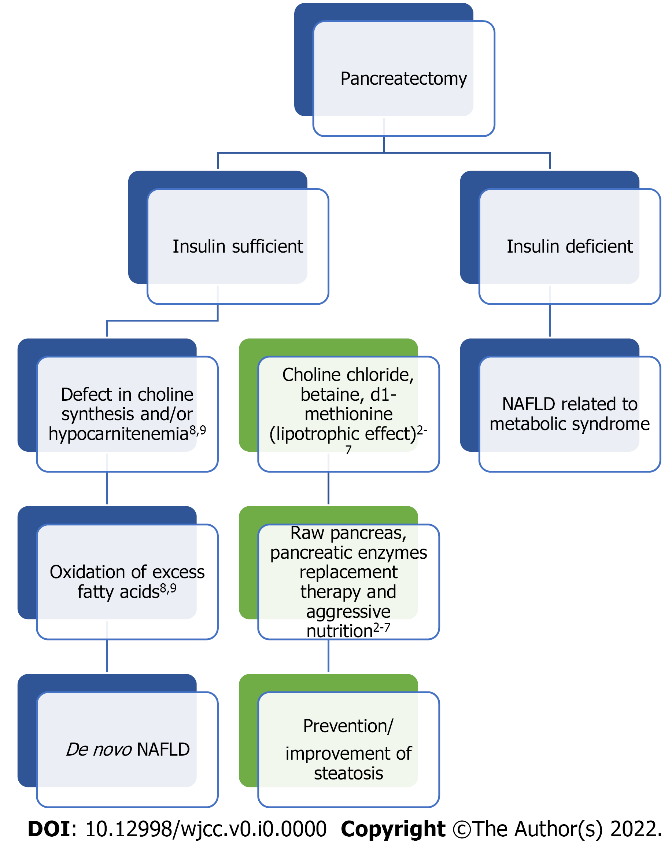 Pancreatectomy
Insulin sufficient
Insulin deficient
Defect in choline
synthesis and/or
hypocarnitenemia8,9
Choline chloride,
betaine, d1-
methionine
(lipotrophic effect)2-
7
NAFLD related to
metabolic syndrome
Oxidation of excess
fatty acids8,9
Raw pancreas,
pancreatic enzymes
replacement
therapy and
aggressive
nutrition2-7
De novo NAFLD
Prevention/
improvement of
steatosis
DOI: 10.12998/wjcc.v0.i0.0000 Copyright ©The Author(s) 2022.